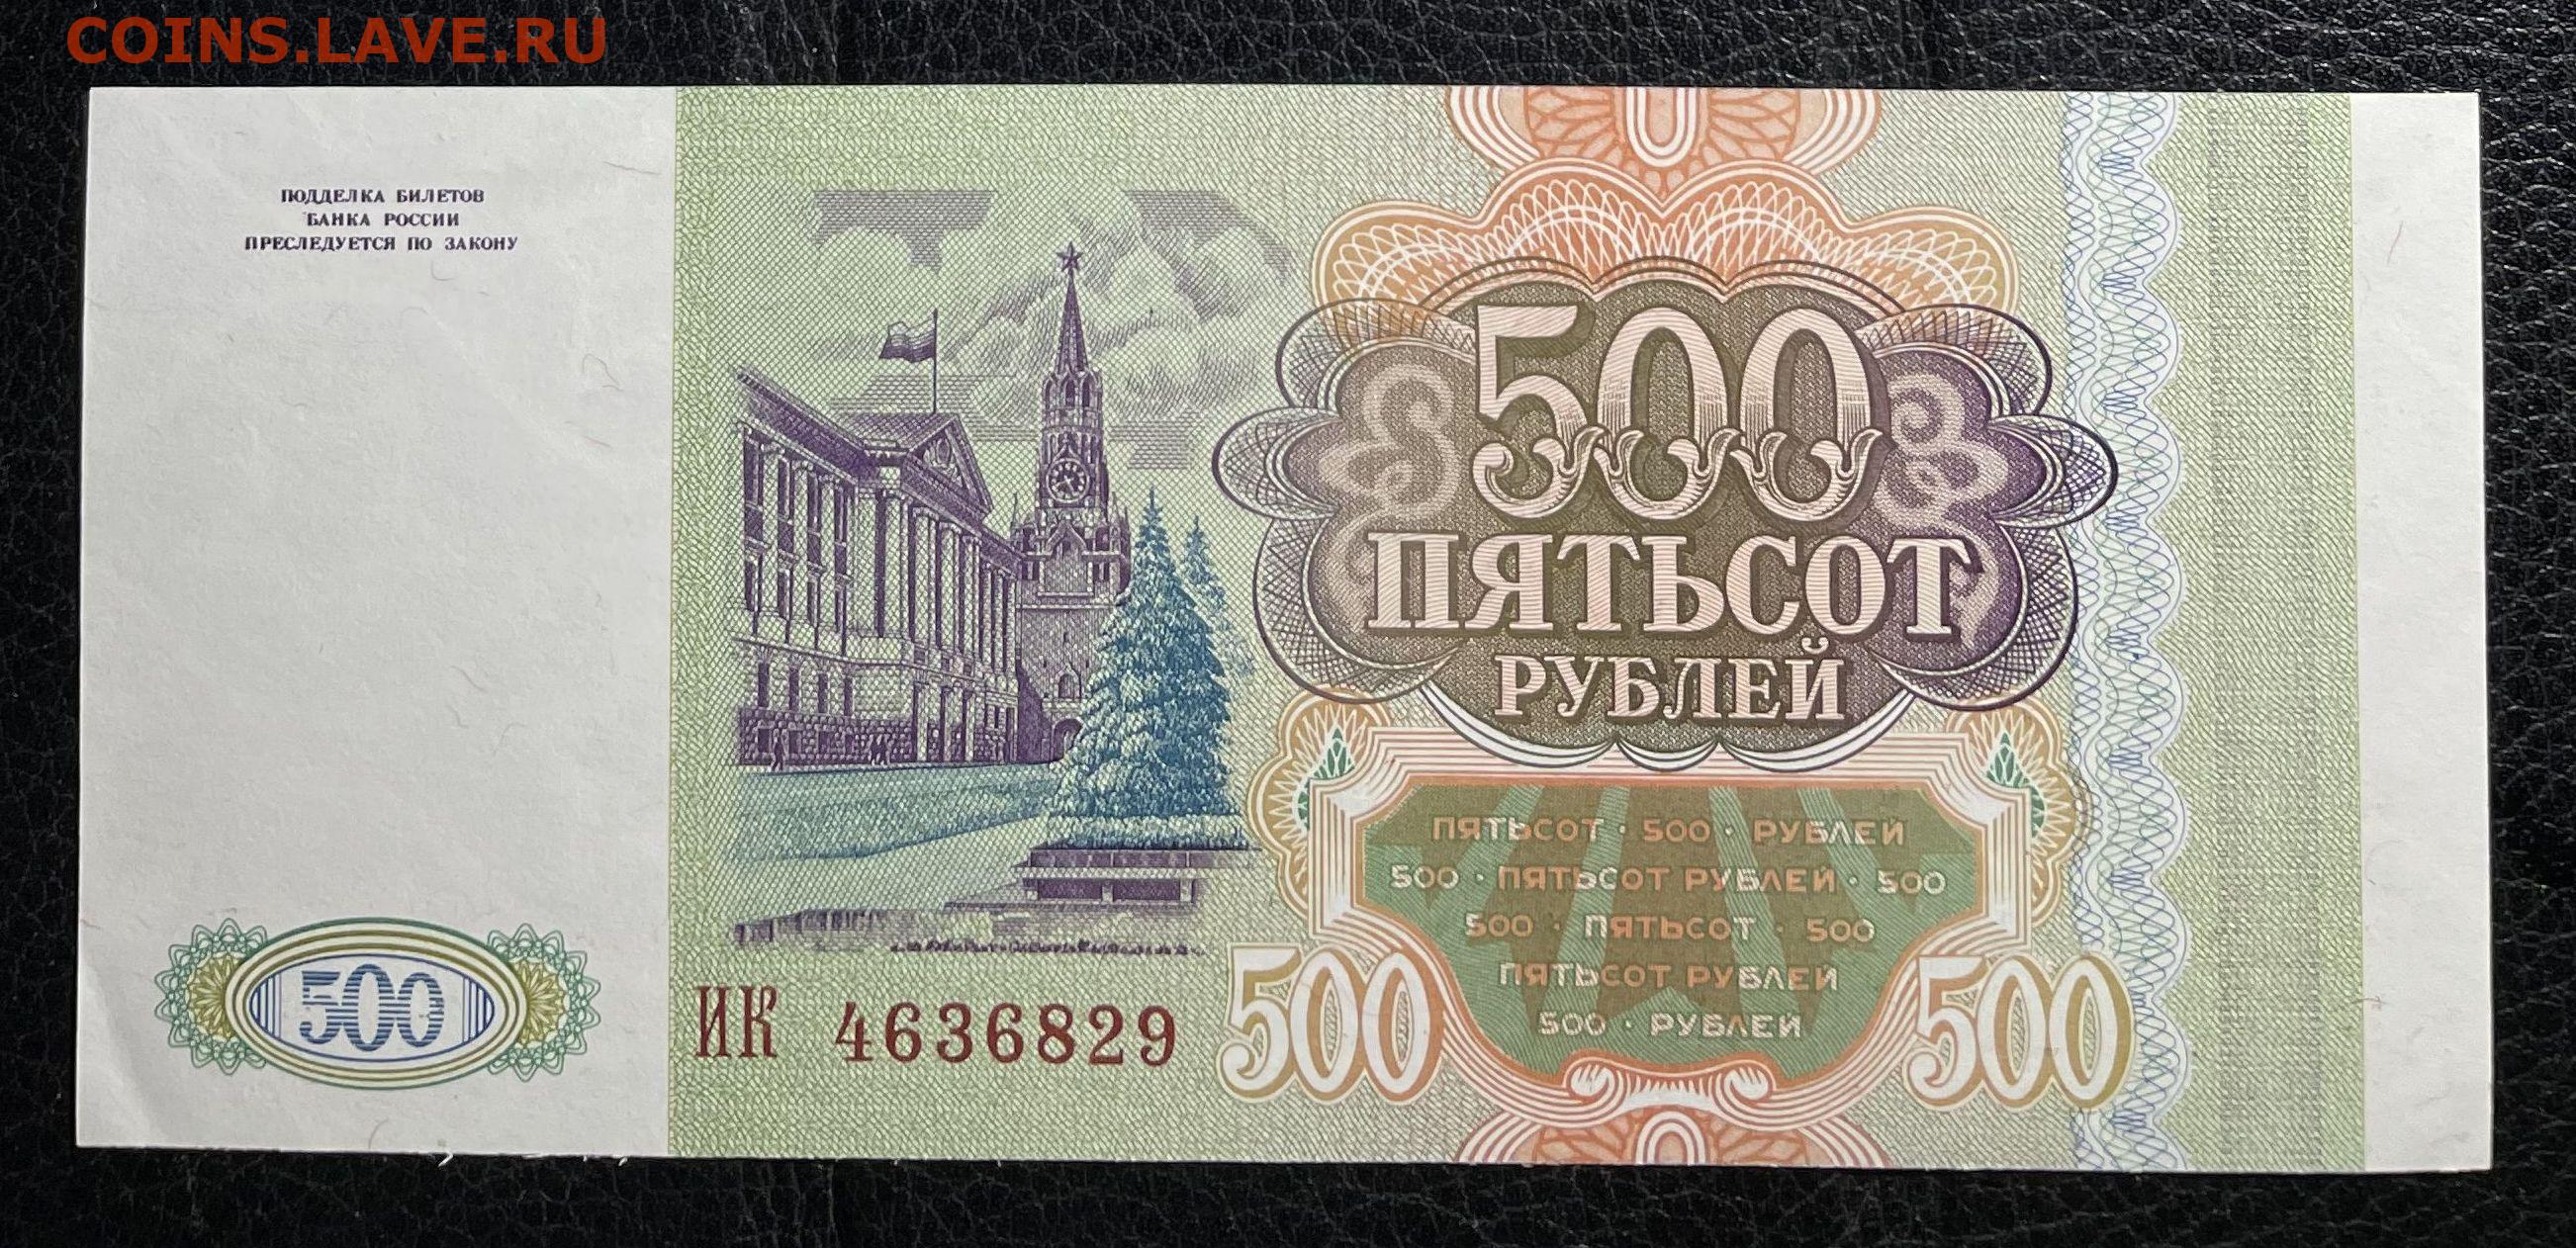 COINS.LAVE.RU
ПОДДЕЛКА БИЛЕТОВ
БАНКА РОССИИ
ПРЕСЛЕДУЕТСЯ ПО ЗАКОНУ
500
ПЯТЬСОТ
РУБЛЕЙ
ПЯТЬСОТ · 500 · РУБЛЕЙ
500 · ПЯТЬСОТ РУБЛЕЙ · 500
500 · ПЯТЬСОТ · 500
ПЯТЬСОТ РУБЛЕЙ
500 · РУБЛЕЙ
500
ИК 4636829
500
500